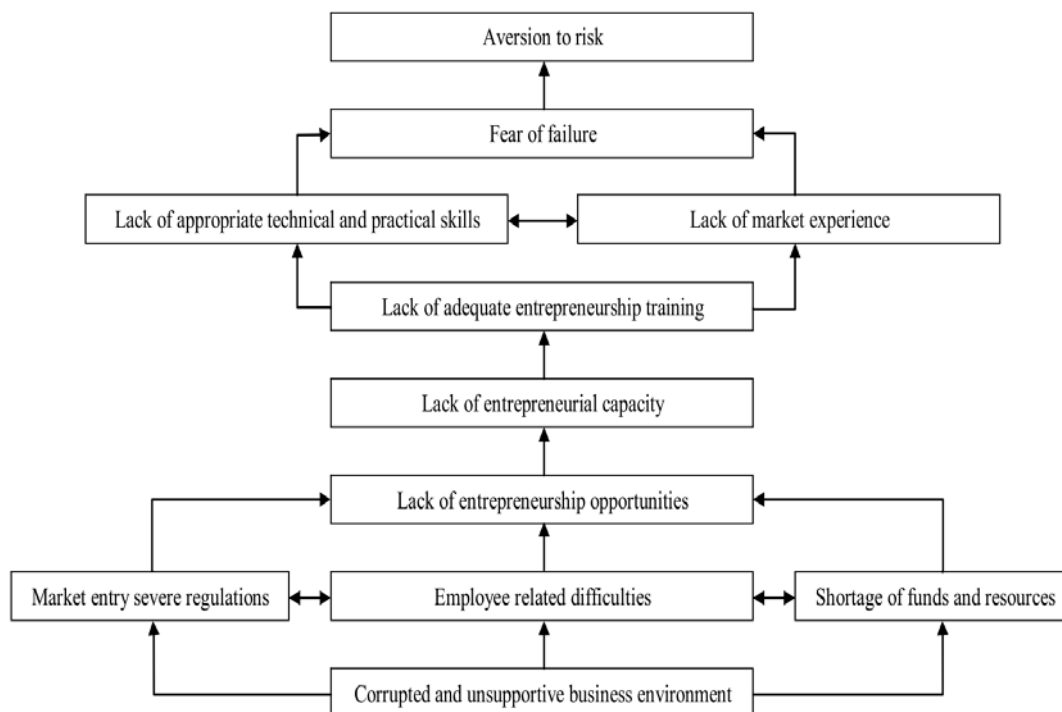 Aversion to risk
Fear of failure
Lack of appropriate technical and practical skills
Lack of market experience
Lack of adequate entrepreneurship training
Lack of entrepreneurial capacity
Lack of entrepreneurship opportunities
Market entry severe regulations
Employee related difficulties
Shortage of funds and resources
Corrupted and unsupportive business environment